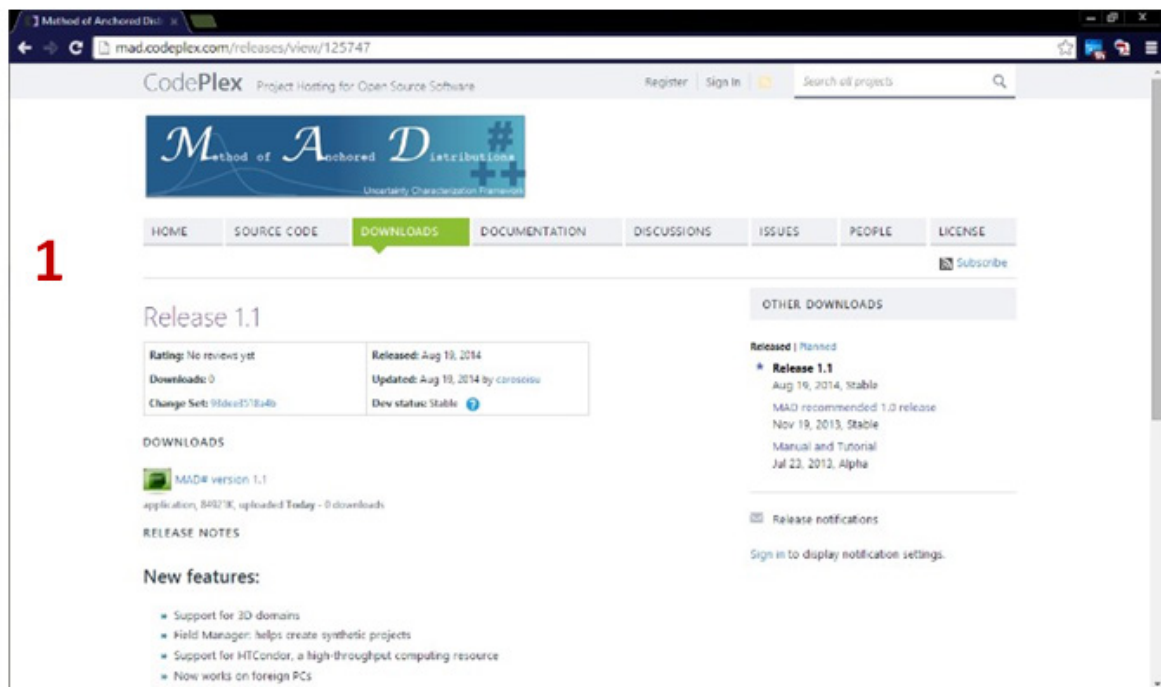 Method of Anchored Distr
mad.codeplex.com/releases/view/125747
CodePlex Project Hosting for Open Source Software
Register Sign In
Search all projects
Method of Anchored Distributions
#
++
Uncertainty Characterization Framework
HOME SOURCE CODE DOWNLOADS DOCUMENTATION DISCUSSIONS ISSUES PEOPLE LICENSE
1
Subscribe
Release 1.1
Rating: No reviews yet
Downloads: 0
Change Set:
Released: Aug 19, 2014
Updated: Aug 19, 2014 by
Dev status: Stable ?
DOWNLOADS
MAD# version 1.1
application, 84921K, uploaded Today - 0 downloads
RELEASE NOTES
New features:
Support for 3D domains
Field Manager: helps create synthetic projects
Support for HTCondor, a high-throughput computing resource
Now works on foreign PCs
OTHER DOWNLOADS
Released | Planned
Release 1.1
Aug 19, 2014, Stable
MAD recommended 1.0 release
Nov 19, 2013, Stable
Manual and Tutorial
Alpha
Release notifications
Sign in to display notification settings.